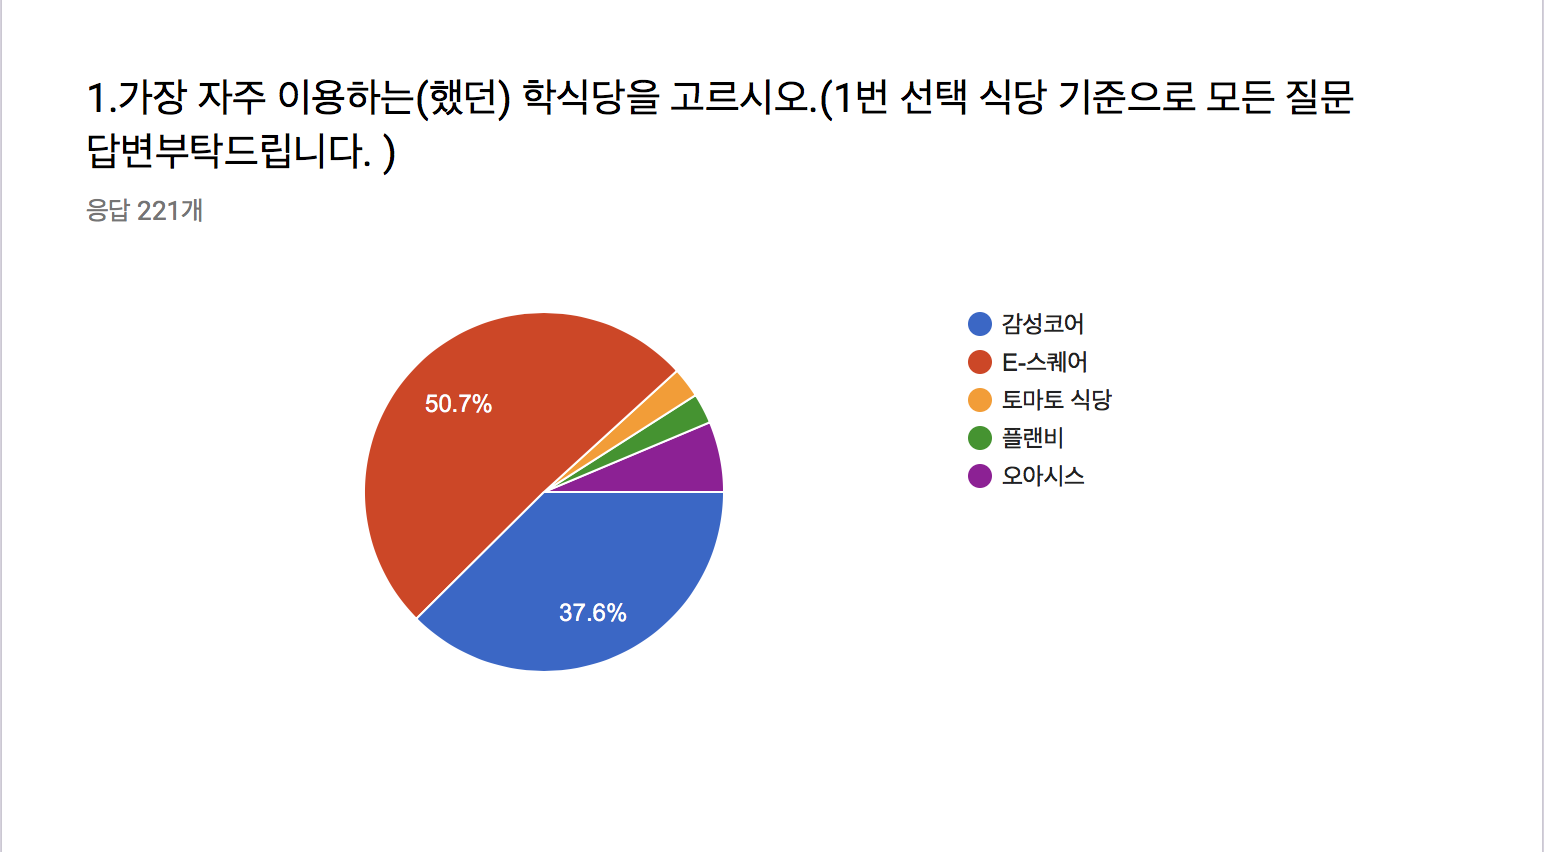 1.가장 자주 이용하는(했던) 학식당을 고르시오.(1번 선택 식당 기준으로 모든 질문
답변부탁드립니다. )
응답 221개
감성코어
E-스퀘어
토마토 식당
플랜비
오아시스
50.7%
37.6%